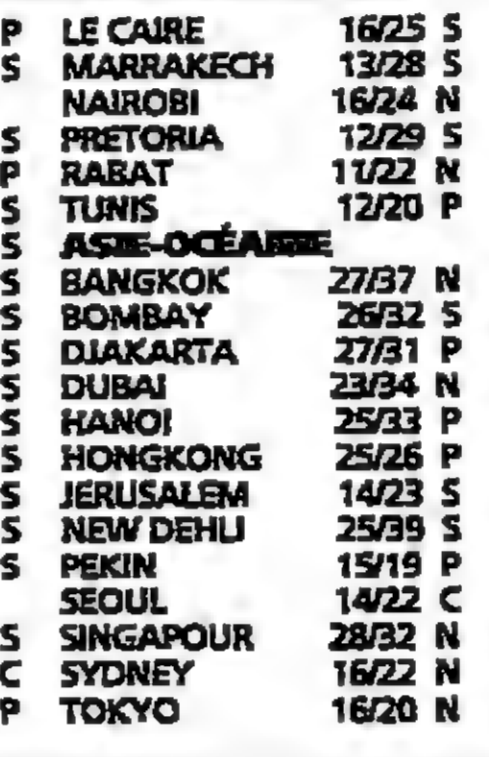 P LE CAIRE 16/25 S
S MARRAKECH 13/28 S
NAIROBI 16/24 N
S PRETORIA 12/29 S
P RABAT 11/22 N
S TUNIS 12/20 P
S ASIE-OCÉANIE
S BANGKOK 27/37 N
S BOMBAY 26/32 S
S DJAKARTA 27/31 P
S DUBAI 23/34 N
S HANOI 25/33 P
S HONGKONG 25/26 P
S JERUSALEM 14/23 S
S NEW DEHLI 25/39 S
S PEKIN 15/19 P
SEOUL 14/22 C
S SINGAPOUR 28/32 N
C SYDNEY 16/22 N
P TOKYO 16/20 N